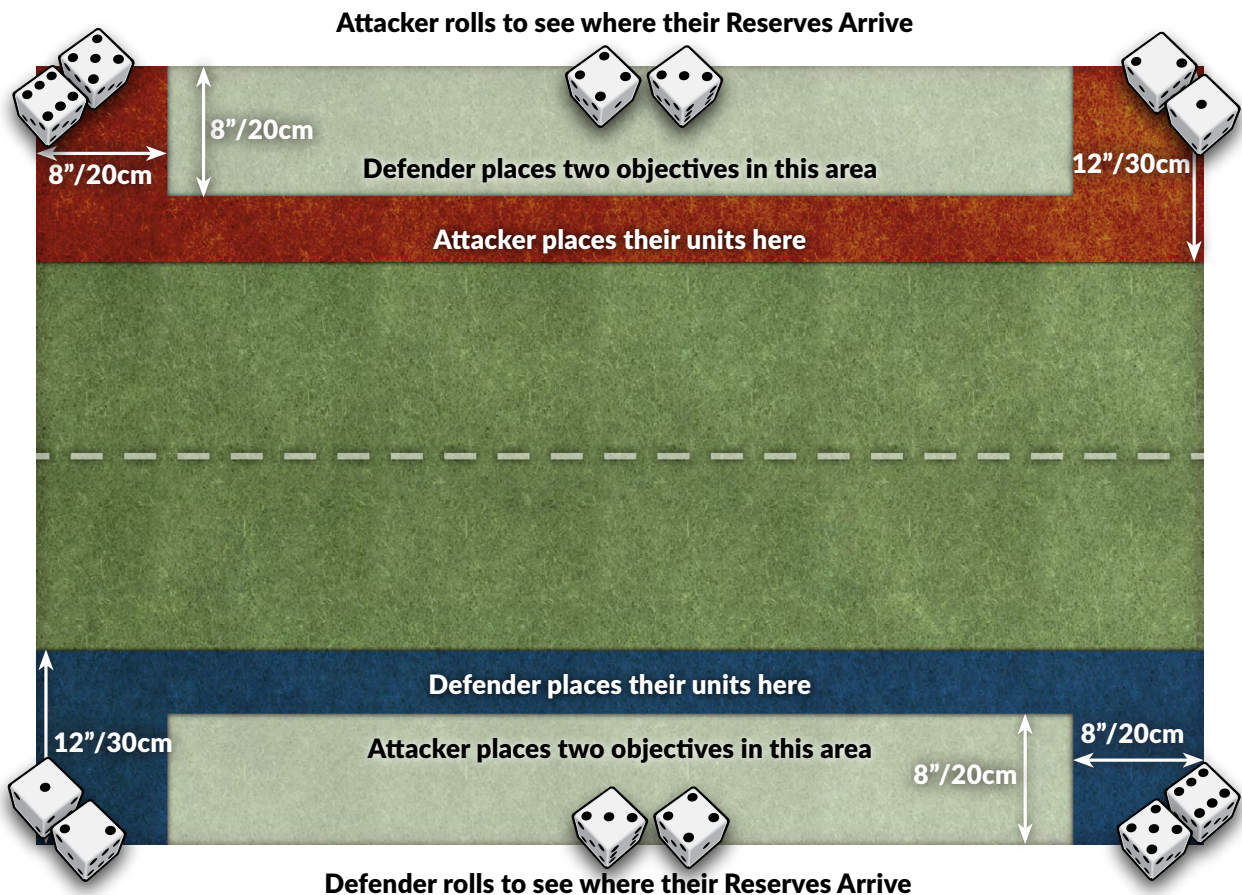 Attacker rolls to see where their Reserves Arrive
8”/20cm
8”/20cm
Defender places two objectives in this area
12”/30cm
Attacker places their units here
Defender places their units here
12”/30cm
Attacker places two objectives in this area
8”/20cm
8”/20cm
Defender rolls to see where their Reserves Arrive